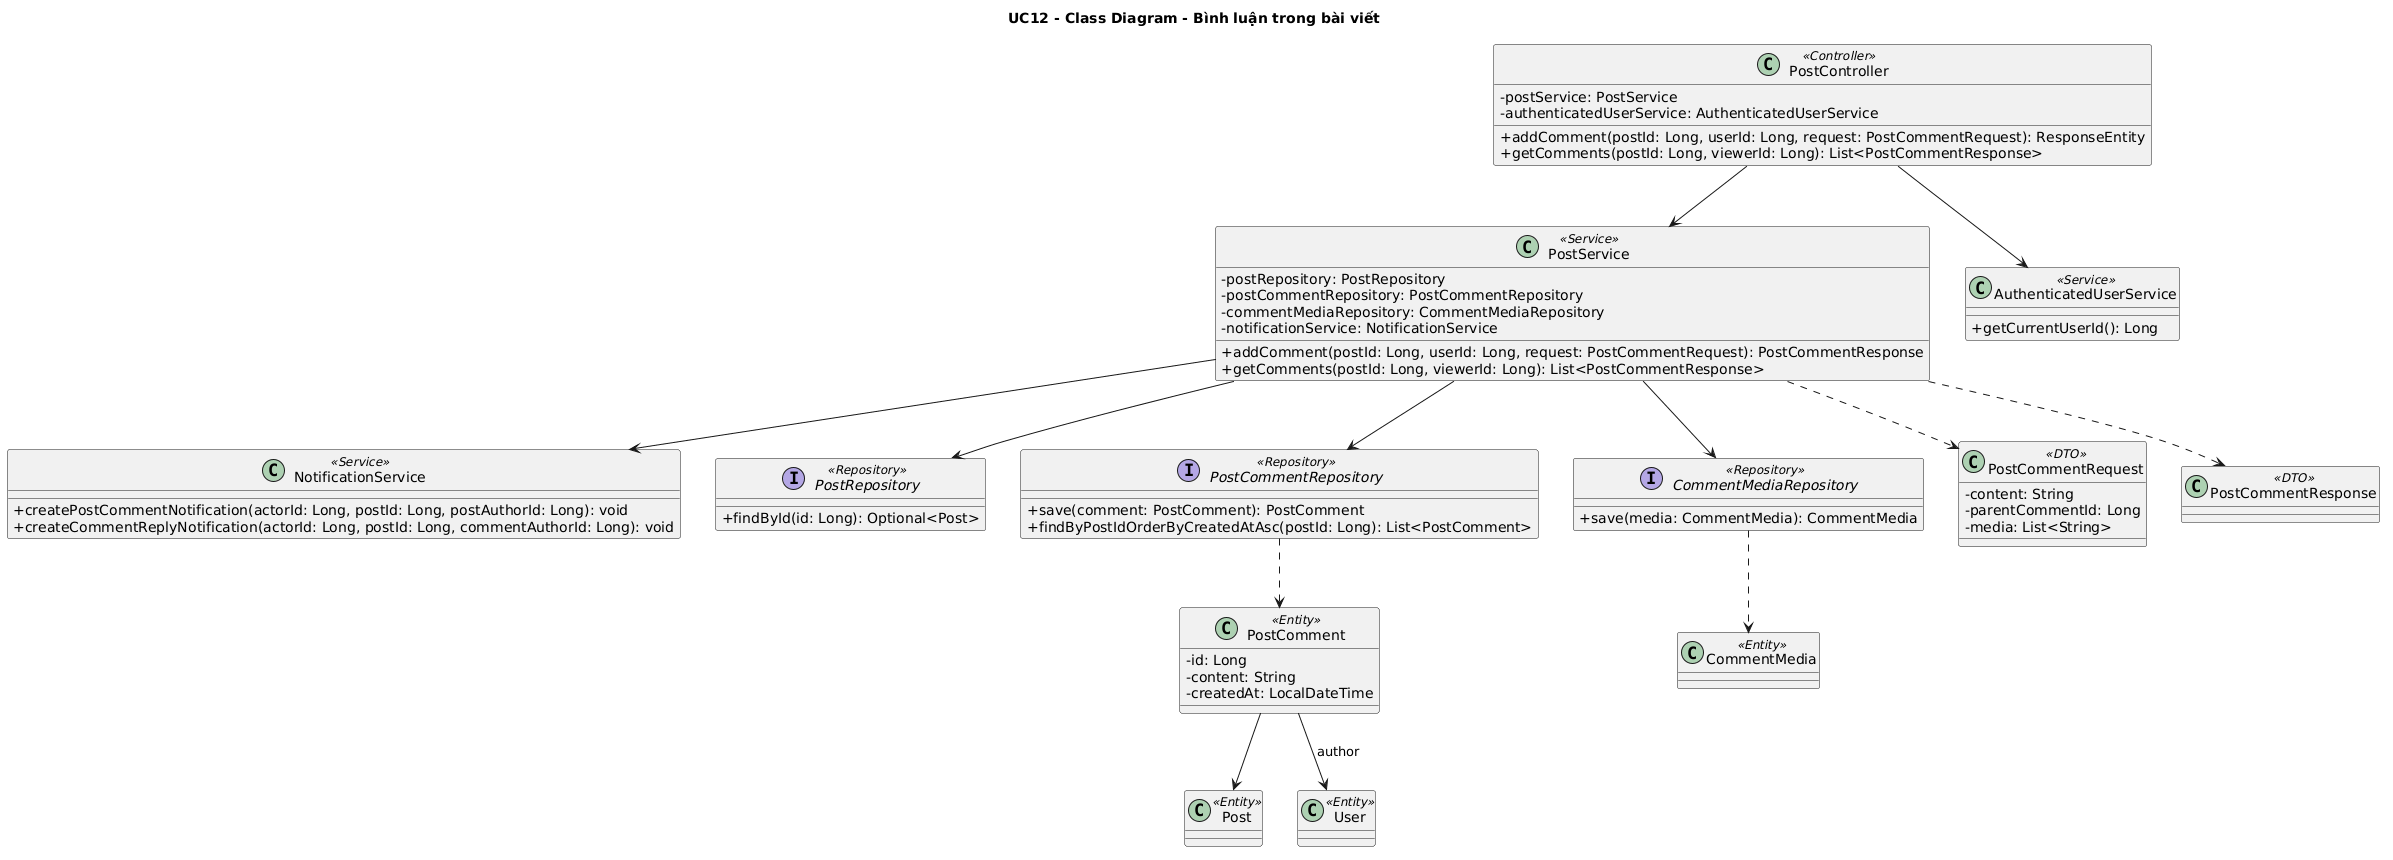 UC12 - Class Diagram - Bình luận trong bài viết
C
«Controller»
PostController
-postService: PostService
-authenticatedUserService: AuthenticatedUserService
+addComment(postId: Long, userId: Long, request: PostCommentRequest): ResponseEntity
+getComments(postId: Long, viewerId: Long): List<PostCommentResponse>
C
«Service»
PostService
-postRepository: PostRepository
-postCommentRepository: PostCommentRepository
-commentMediaRepository: CommentMediaRepository
-notificationService: NotificationService
+addComment(postId: Long, userId: Long, request: PostCommentRequest): PostCommentResponse
+getComments(postId: Long, viewerId: Long): List<PostCommentResponse>
C
«Service»
AuthenticatedUserService
+getCurrentUserId(): Long
C
«Service»
NotificationService
+createPostCommentNotification(actorId: Long, postId: Long, postAuthorId: Long): void
+createCommentReplyNotification(actorId: Long, postId: Long, commentAuthorId: Long): void
I
«Repository»
PostRepository
+findById(id: Long): Optional<Post>
I
«Repository»
PostCommentRepository
+save(comment: PostComment): PostComment
+findByPostIdOrderByCreatedAtAsc(postId: Long): List<PostComment>
I
«Repository»
CommentMediaRepository
+save(media: CommentMedia): CommentMedia
C
«DTO»
PostCommentRequest
-content: String
-parentCommentId: Long
-media: List<String>
C
«DTO»
PostCommentResponse
C
«Entity»
PostComment
-id: Long
-content: String
-createdAt: LocalDateTime
C
«Entity»
CommentMedia
author
C
«Entity»
Post
C
«Entity»
User